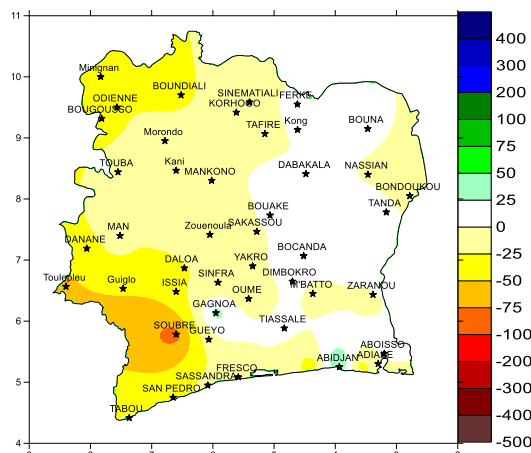 11
10
9
8
7
6
5
4
Minignan
ODIENNE
BOUGOUSSO
BOUNDIALI
SINEMATIALI
FERKE
KORHOGO
TAFIRE
Kong
BOUNA
Morondo
TOUBA
Kani
MANKONO
DABAKALA
NASSIAN
BONDOUKOU
TANDA
BOUAKE
SAKASSOU
Zouenoula
MAN
DANANE
BOCANDA
YAKRO
DALOA
SINFRA
DIMBOKRO
M'BATTO
ZARANOU
Touleuleu
Guiglo
ISSIA
OUME
GAGNOA
SOUBRE
GUEYO
TIASSALE
ABOISSO
ADIAKE
ABIDJAN
FRESCO
SASSANDRA
SAN PEDRO
TABOU
400
300
200
100
75
50
25
0
-25
-50
-75
-100
-200
-300
-400
-500